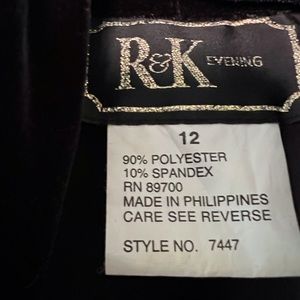 R&K EVENING
12
90% POLYESTER
10% SPANDEX
RN 89700
MADE IN PHILIPPINES
CARE SEE REVERSE
STYLE NO. 7447